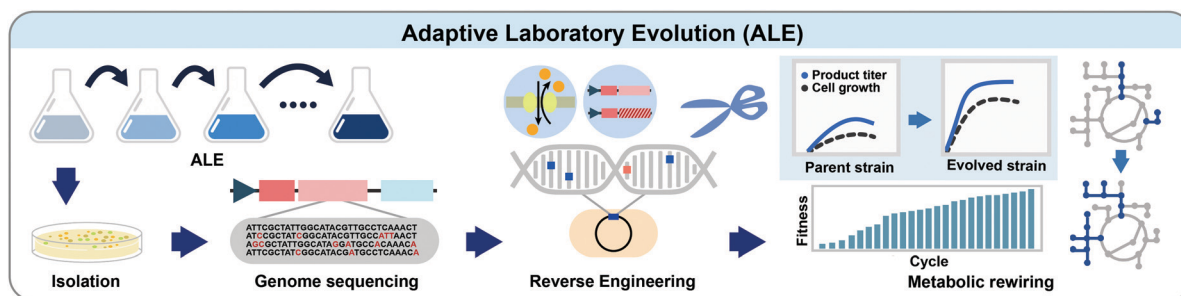 Adaptive Laboratory Evolution (ALE)
ALE
Isolation
ATTCGCTATTGGCATACGTTGCCTCAAACT
ATCCGCTATCGGCATACGTTGCCATTAACT
AGCGCTATTGGCATAGGATGCCACAAACA
ATTCGCTATCGGCATACGATGCCTCAAACA
Genome sequencing
Reverse Engineering
Product titer
Cell growth
Parent strain
Evolved strain
Fitness
Cycle
Metabolic rewiring